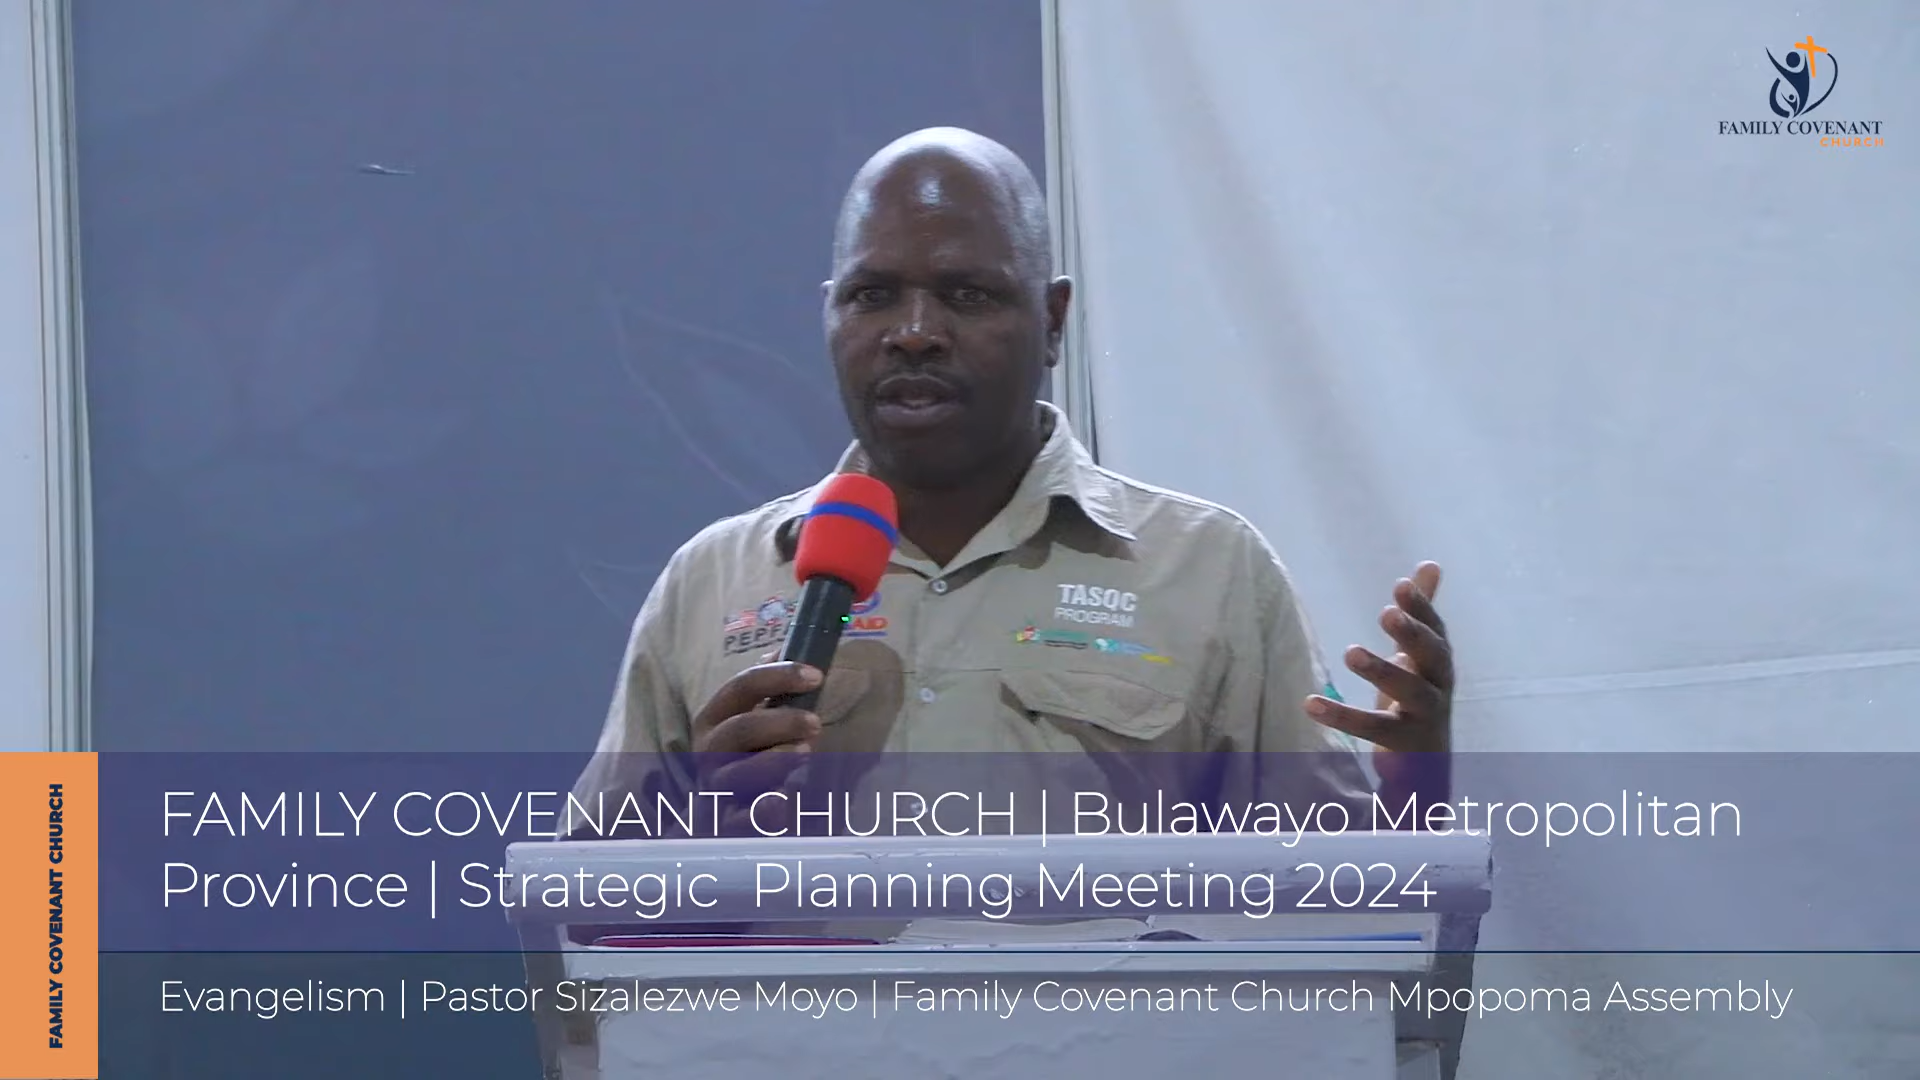 FAMILY COVENANT
CHURCH
TASQC
PROGRAM
FAMILY COVENANT CHURCH | Bulawayo Metropolitan
Province | Strategic Planning Meeting 2024
Evangelism | Pastor Sizalezwe Moyo | Family Covenant Church Mpopoma Assembly
FAMILY COVENANT CHURCH